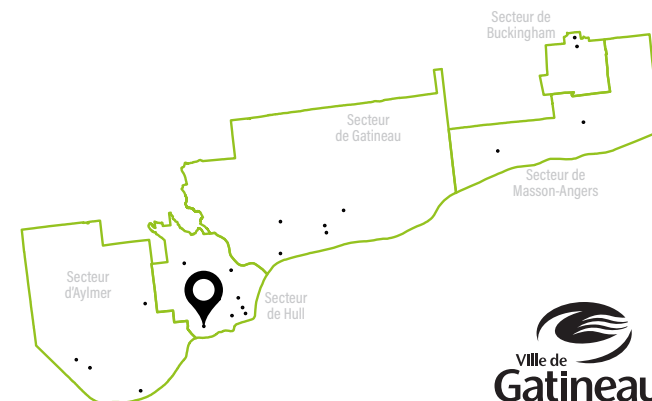 Secteur de
Buckingham
Secteur
de Gatineau
Secteur de
Masson-Angers
Secteur
d'Aylmer
Secteur
de Hull
Ville de
Gatineau